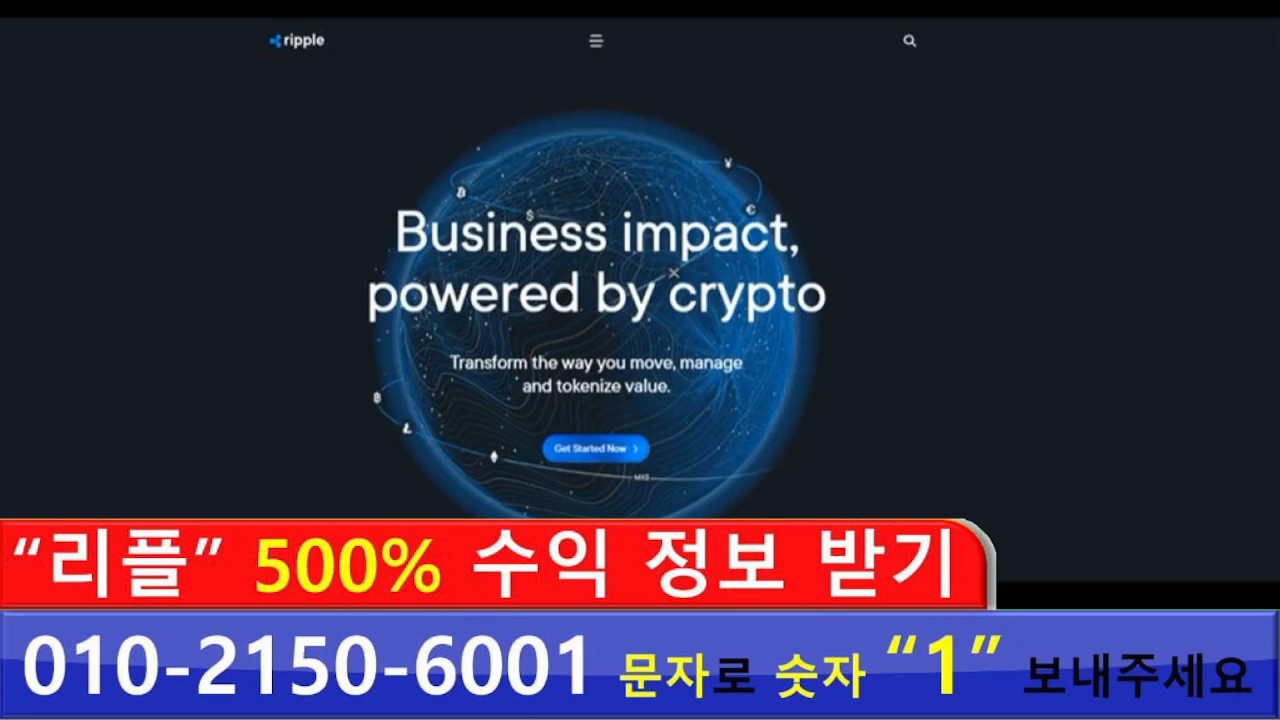 ripple
Business impact,
powered by crypto
Transform the way you move, manage
and tokenize value.
Get Started Now
MXS
“리플” 500% 수익 정보 받기
010-2150-6001 문자로 숫자 “1” 보내주세요